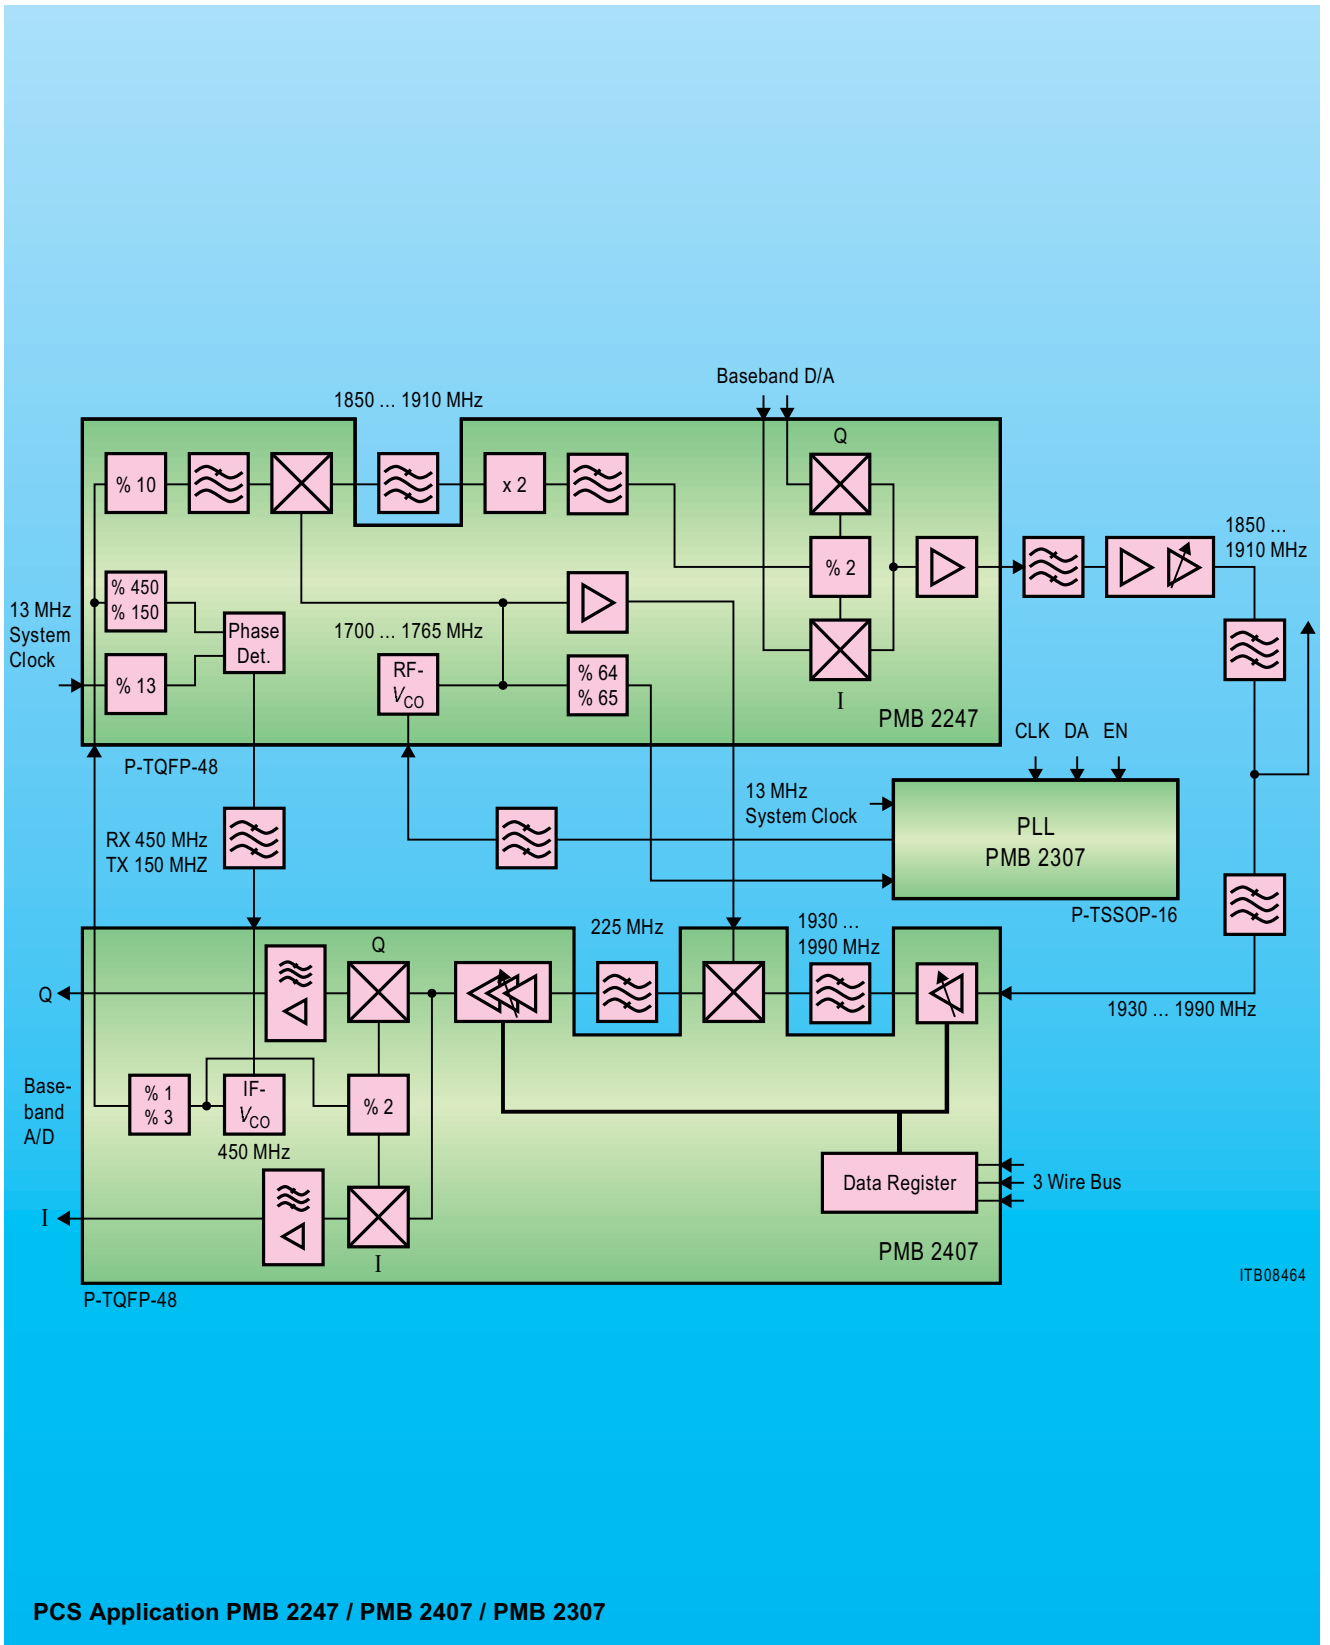 Baseband D/A
1850 ... 1910 MHz
Q
% 10
x 2
1850 ...
1910 MHz
% 2
% 450
% 150
13 MHz
System
Clock
Phase
Det.
1700 ... 1765 MHz
% 13
RF-
VCO
% 64
% 65
I
PMB 2247
CLK DA EN
P-TQFP-48
13 MHz
System Clock
PLL
PMB 2307
RX 450 MHz
TX 150 MHZ
P-TSSOP-16
225 MHz
1930 ...
1990 MHz
Q
Q
1930 ... 1990 MHz
Base-
band
A/D
% 1
% 3
IF-
VCO
% 2
450 MHz
Data Register
3 Wire Bus
I
I
PMB 2407
ITB08464
P-TQFP-48
PCS Application PMB 2247 / PMB 2407 / PMB 2307